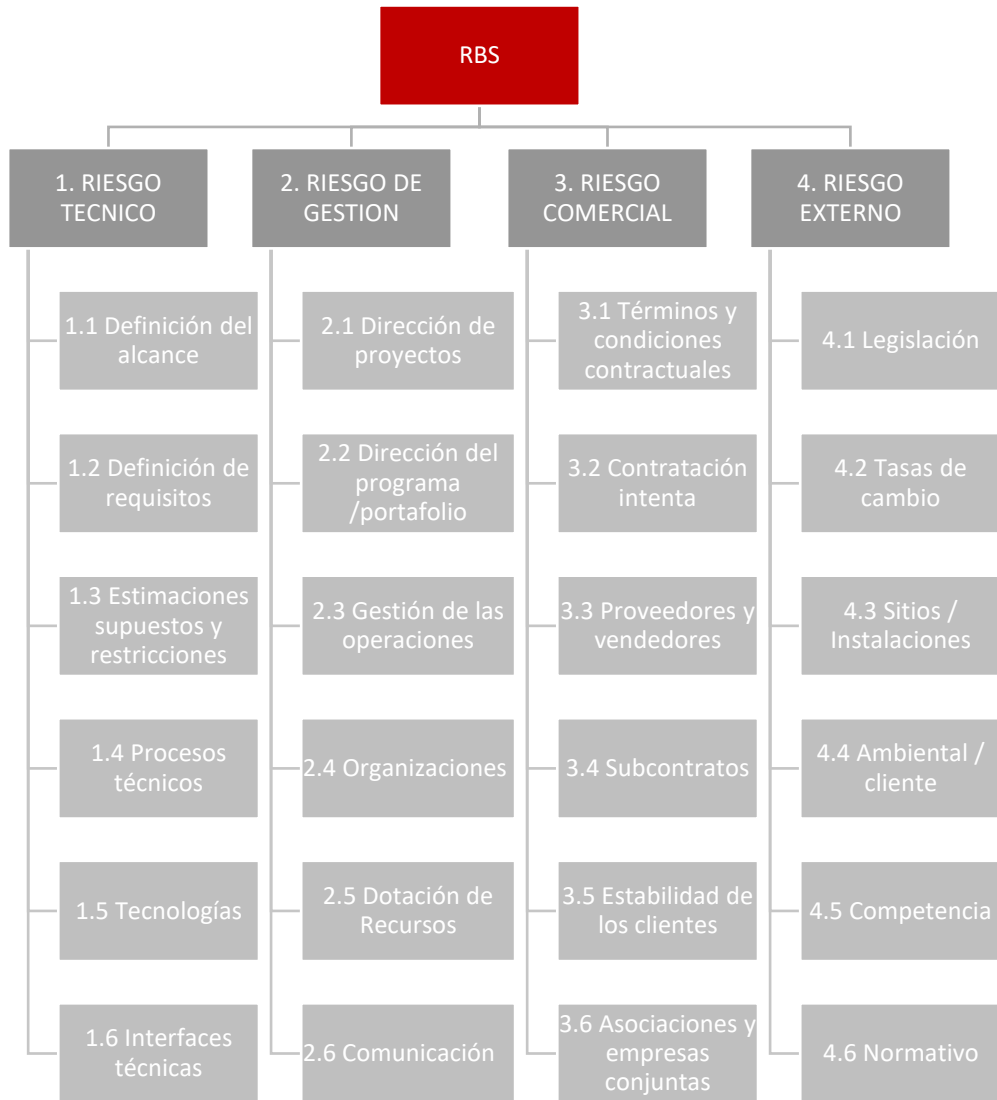 RBS
1. RIESGO
TECNICO
1.1 Definición del
alcance
1.2 Definición de
requisitos
1.3 Estimaciones
supuestos y
restricciones
1.4 Procesos
técnicos
1.5 Tecnologías
1.6 Interfaces
técnicas
2. RIESGO DE
GESTION
2.1 Dirección de
proyectos
2.2 Dirección del
programa
/portafolio
2.3 Gestión de las
operaciones
2.4 Organizaciones
2.5 Dotación de
Recursos
2.6 Comunicación
3. RIESGO
COMERCIAL
3.1 Términos y
condiciones
contractuales
3.2 Contratación
intenta
3.3 Proveedores y
vendedores
3.4 Subcontratos
3.5 Estabilidad de
los clientes
3.6 Asociaciones y
empresas
conjuntas
4. RIESGO
EXTERNO
4.1 Legislación
4.2 Tasas de
cambio
4.3 Sitios /
Instalaciones
4.4 Ambiental /
cliente
4.5 Competencia
4.6 Normativo